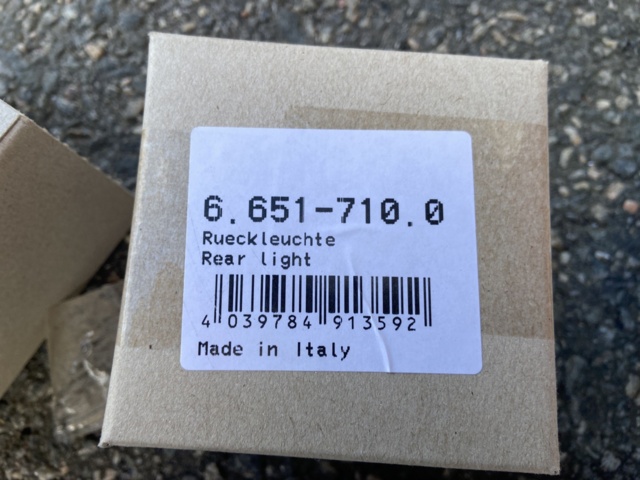 6.651-710.0
Rueckleuchte
Rear light
4 039784 913592
Made in Italy